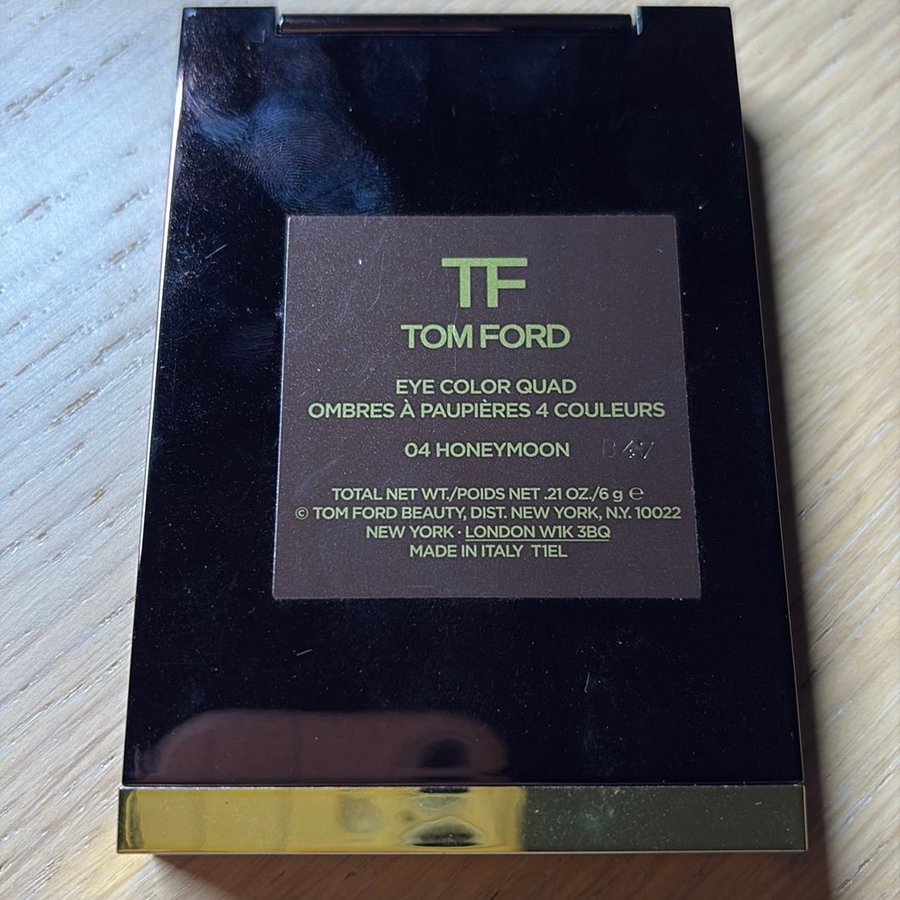 TF
TOM FORD
EYE COLOR QUAD
OMBRES À PAUPIÈRES 4 COULEURS
04 HONEYMOON B47
TOTAL NET WT./POIDS NET .21 OZ./6 g ℮
© TOM FORD BEAUTY, DIST. NEW YORK, N.Y. 10022
NEW YORK · LONDON W1K 3BQ
MADE IN ITALY T1EL